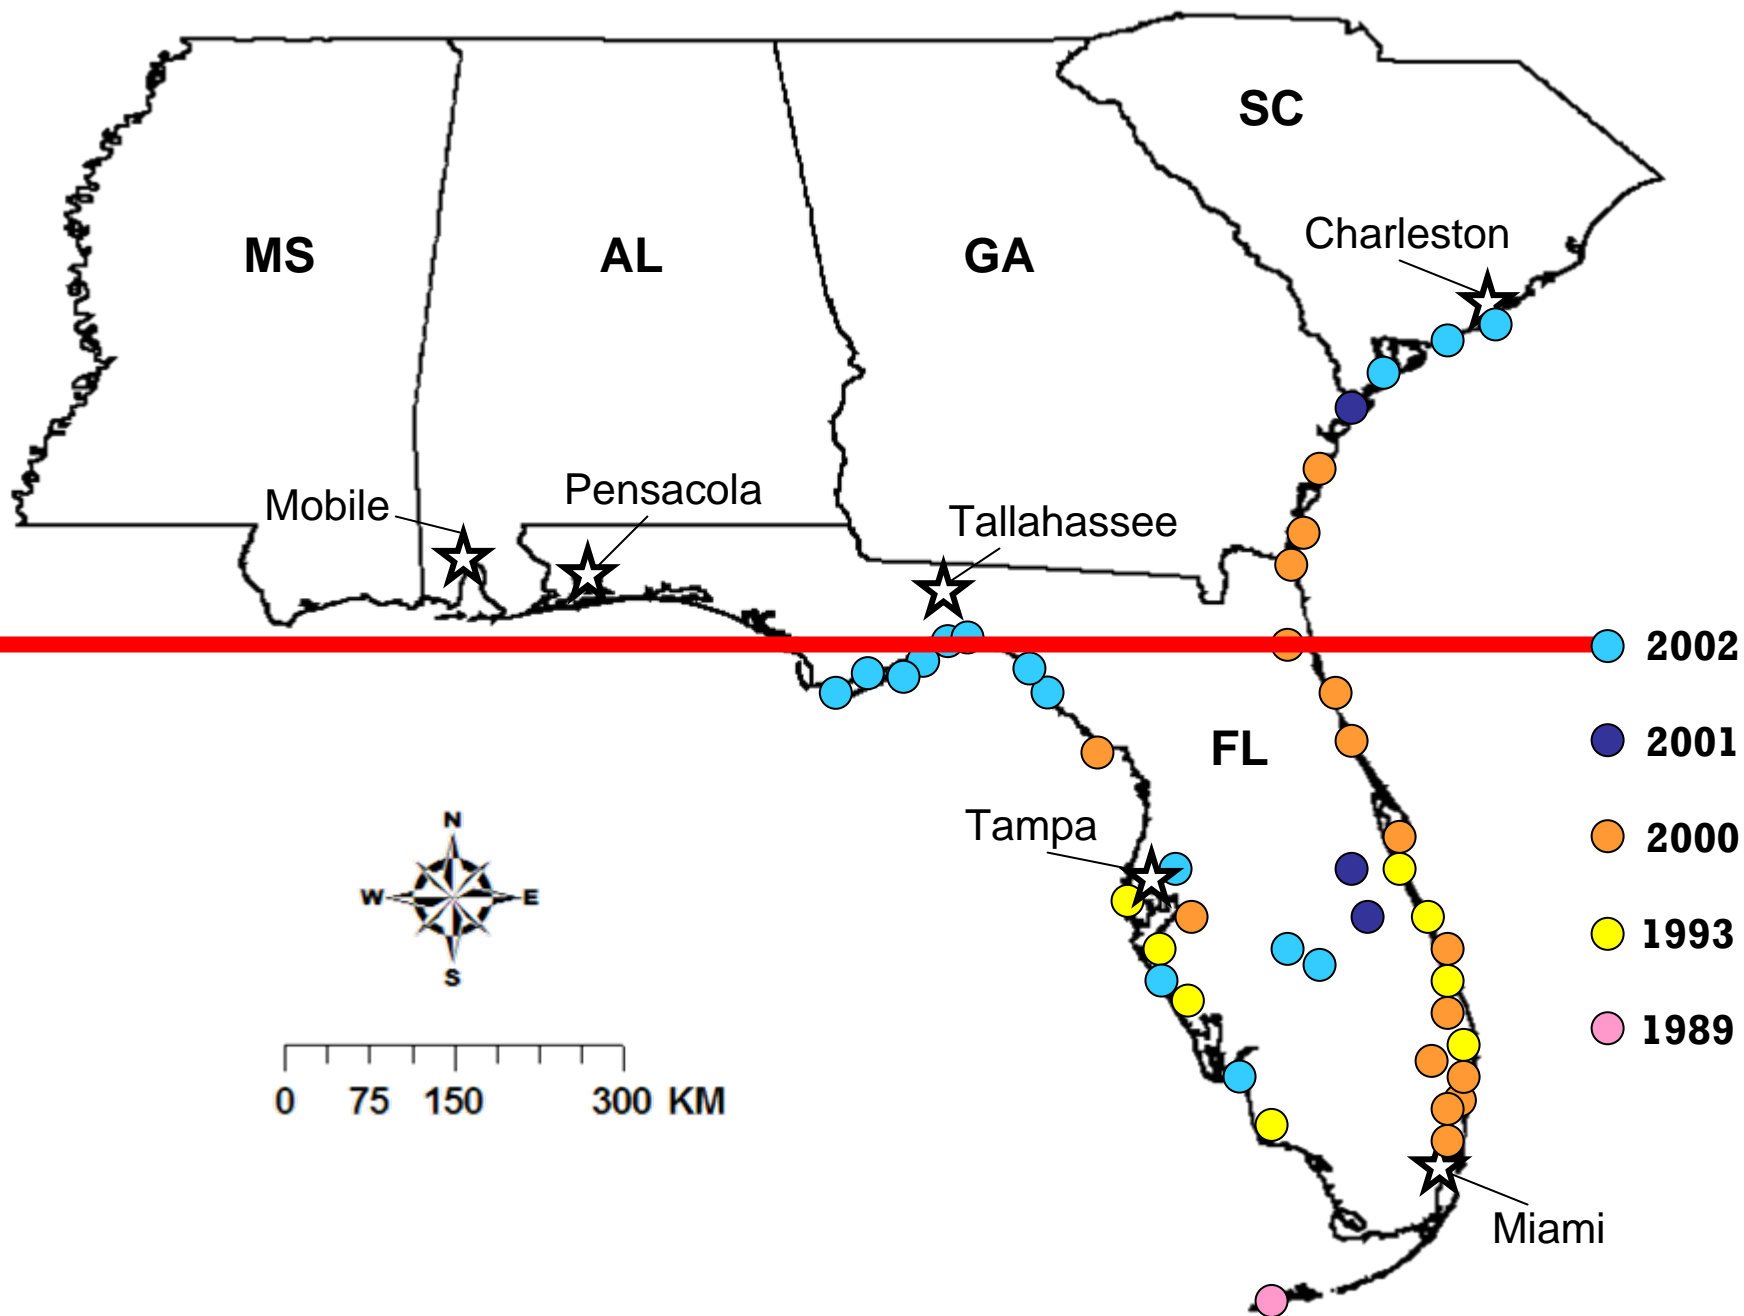 SC
Charleston
MS
AL
GA
Mobile
Pensacola
Tallahassee
2002
2001
FL
Tampa
2000
N
W
E
S
1993
1989
0 75 150 300 KM
Miami